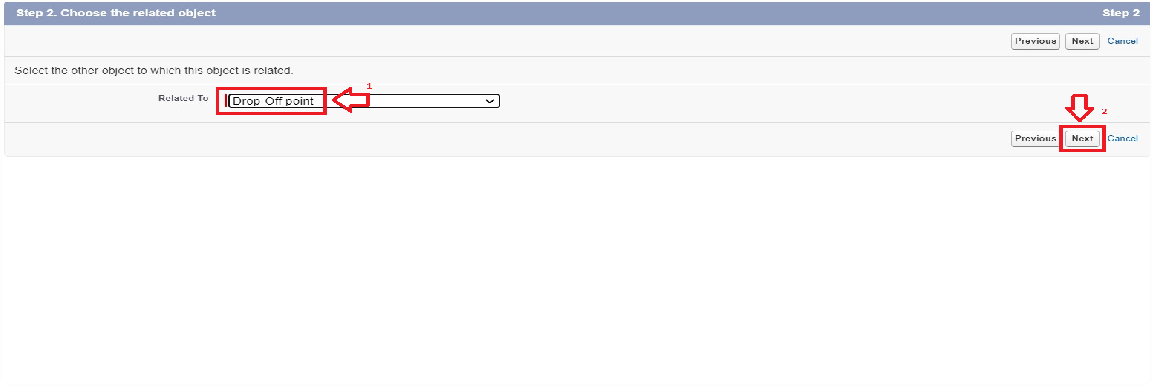 Step 2. Choose the related object Step 2
Previous Next Cancel
Select the other object to which this object is related.
1
Related To Drop-Off point
2
Previous Next Cancel